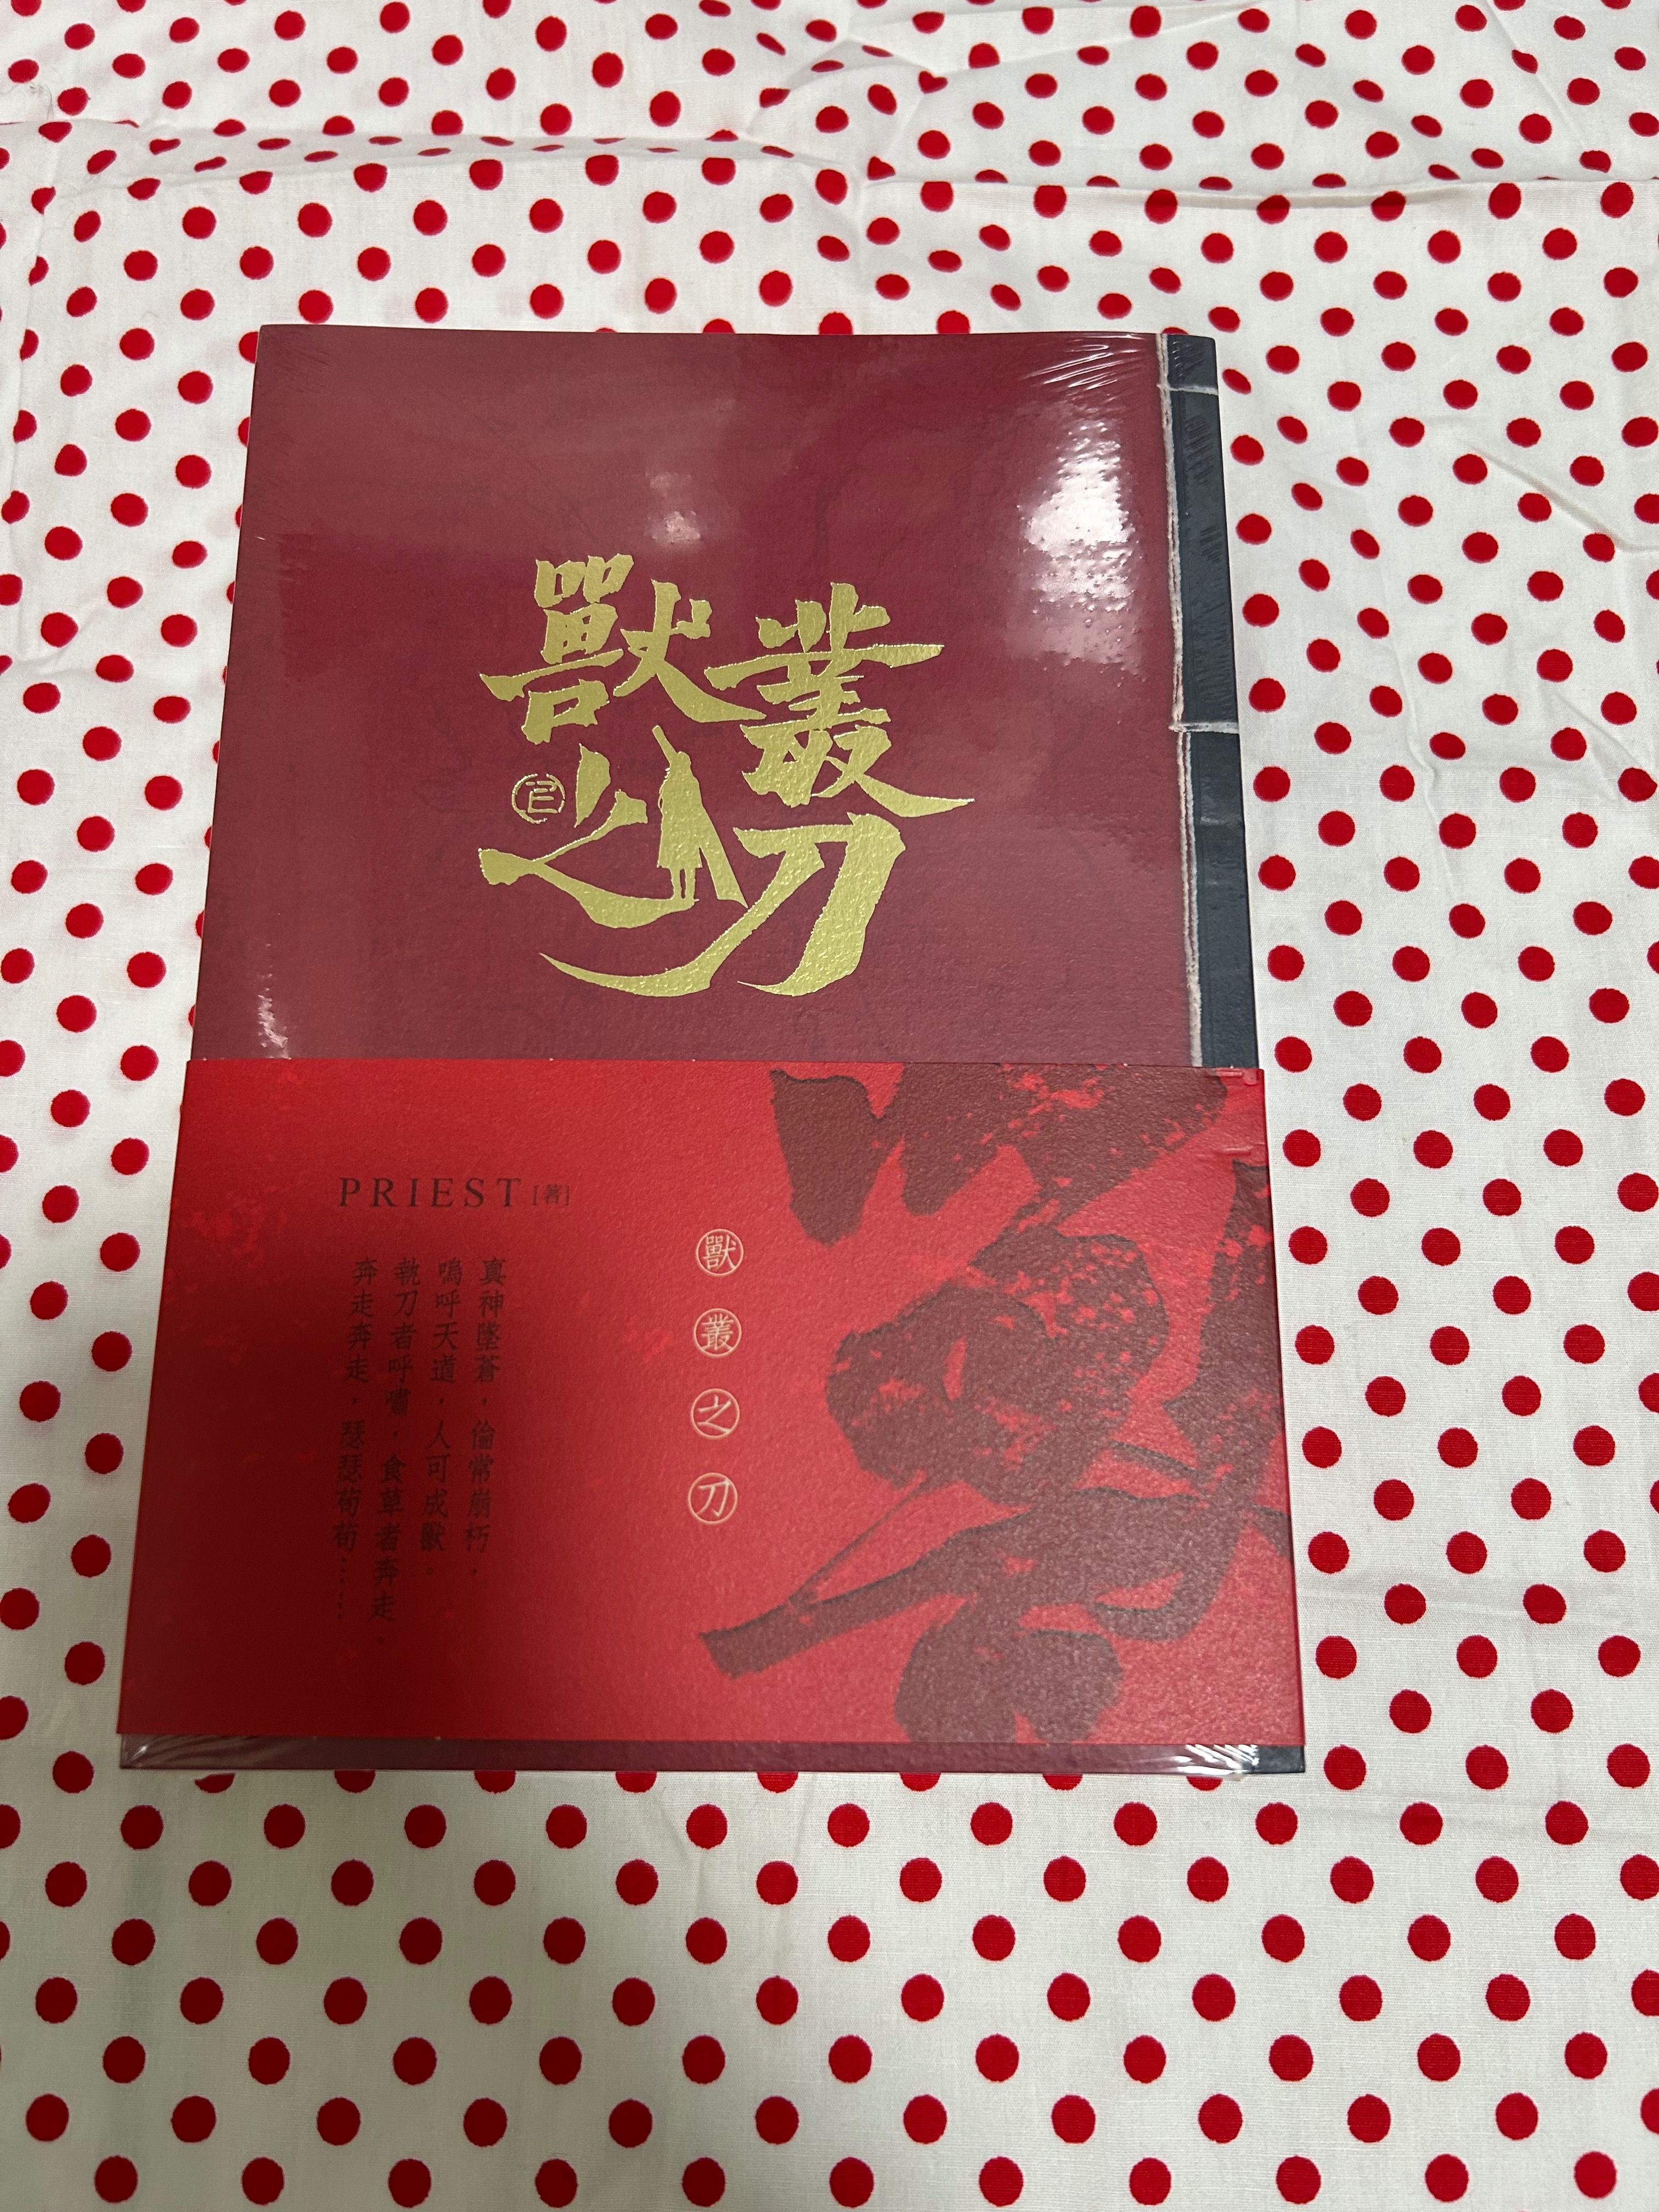 獸叢之刀
PRIEST [著]
真神墜蒼，倫常崩朽，
嗚呼天道，人可成獸。
執刀者呼嘯，食草者奔走。
奔走奔走，瑟瑟荀荀……
獸叢之刀